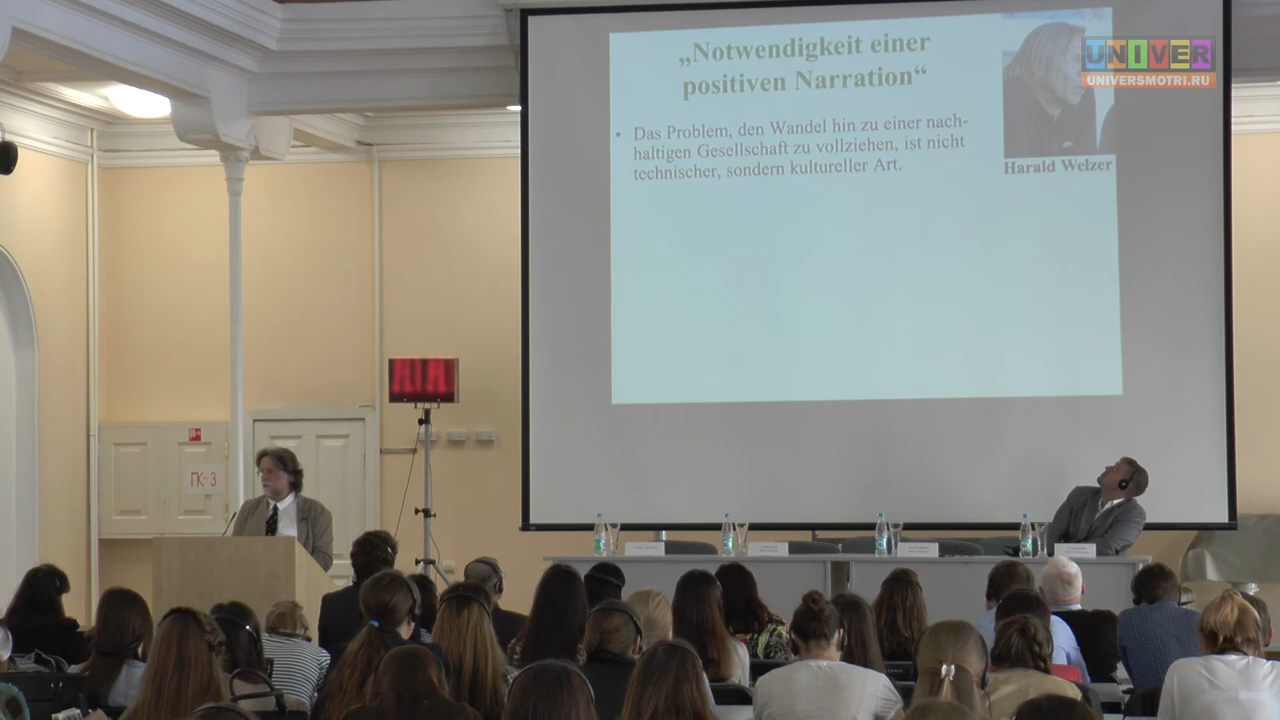 „Notwendigkeit einer
positiven Narration“
• Das Problem, den Wandel hin zu einer nach-
haltigen Gesellschaft zu vollziehen, ist nicht
technischer, sondern kultureller Art.
Harald Welzer
UNIVER
UNIVERSMOTRI.RU
ГК-3